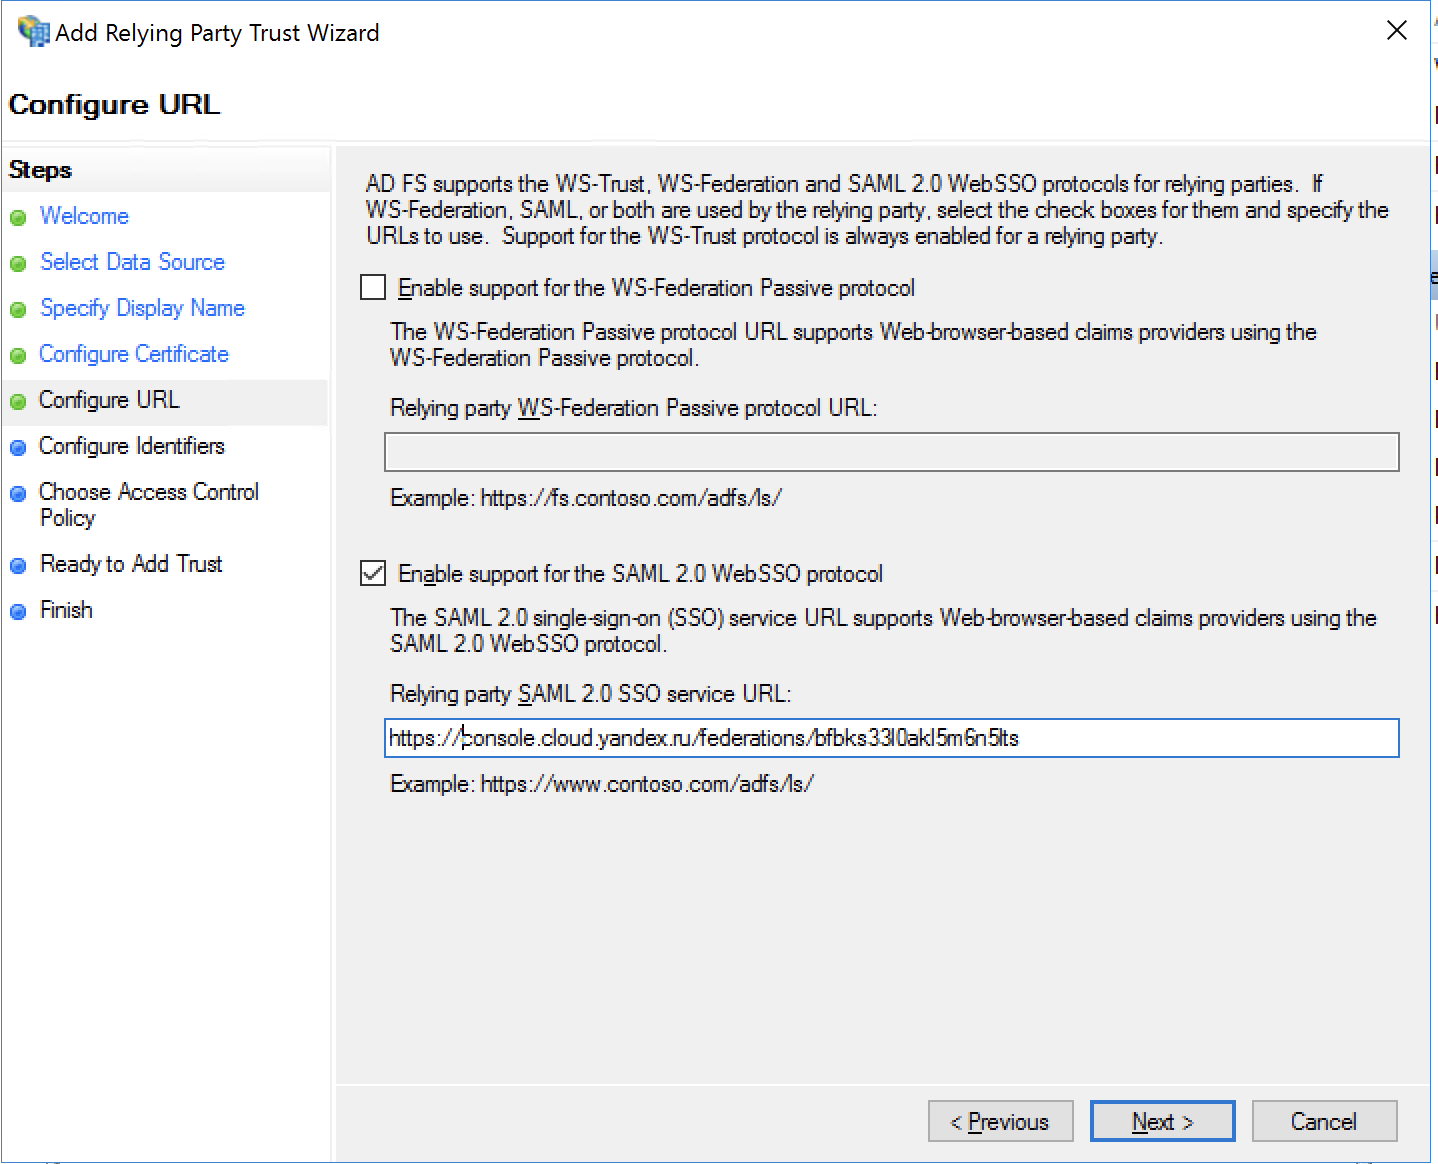 Add Relying Party Trust Wizard
Configure URL
Steps
Welcome
Select Data Source
Specify Display Name
Configure Certificate
Configure URL
Configure Identifiers
Choose Access Control
Policy
Ready to Add Trust
Finish
AD FS supports the WS-Trust, WS-Federation and SAML 2.0 WebSSO protocols for relying parties.  If
WS-Federation, SAML, or both are used by the relying party, select the check boxes for them and specify the
URLs to use.  Support for the WS-Trust protocol is always enabled for a relying party.
Enable support for the WS-Federation Passive protocol
The WS-Federation Passive protocol URL supports Web-browser-based claims providers using the
WS-Federation Passive protocol.
Relying party WS-Federation Passive protocol URL:
Example: https://fs.contoso.com/adfs/ls/
Enable support for the SAML 2.0 WebSSO protocol
The SAML 2.0 single-sign-on (SSO) service URL supports Web-browser-based claims providers using the
SAML 2.0 WebSSO protocol.
Relying party SAML 2.0 SSO service URL:
https://console.cloud.yandex.ru/federations/bfbks33l0akl5m6n5lts
Example: https://www.contoso.com/adfs/ls/
< Previous
Next >
Cancel